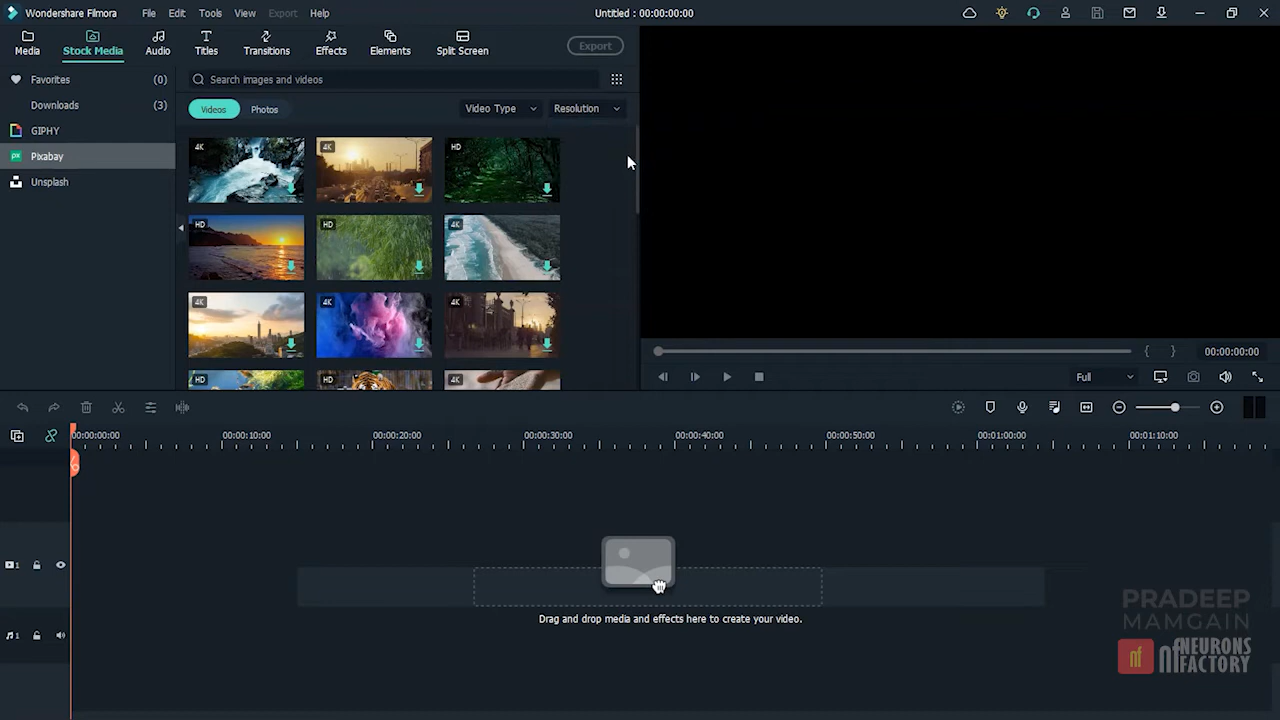 Wondershare Filmora
File
Edit
Tools
View
Export
Help
Untitled : 00:00:00:00
Media
Stock Media
Audio
Titles
Transitions
Effects
Elements
Split Screen
Export
Favorites (0)
Downloads (3)
GIPHY
px Pixabay
Unsplash
Search images and videos
Videos
Photos
Video Type
Resolution
4K
4K
HD
HD
HD
4K
4K
4K
4K
HD
HD
4K
{ }
00:00:00:00
Full
00:00:00:00
00:00:10:00
00:00:20:00
00:00:30:00
00:00:40:00
00:00:50:00
00:01:00:00
00:01:10:00
1
1
Drag and drop media and effects here to create your video.
PRADEEP
MAMGAIN
nf nf NEURONS
FACTORY